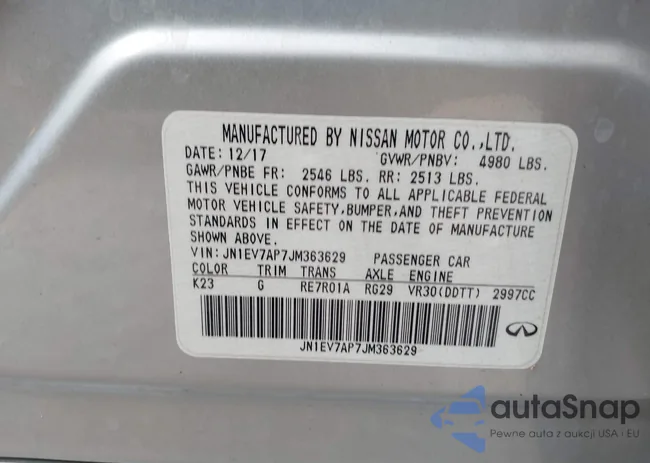 MANUFACTURED BY NISSAN MOTOR CO.,LTD.
DATE: 12/17 GVWR/PNBV: 4980 LBS.
GAWR/PNBE FR: 2546 LBS. RR: 2513 LBS.
THIS VEHICLE CONFORMS TO ALL APPLICABLE FEDERAL
MOTOR VEHICLE SAFETY,BUMPER,AND THEFT PREVENTION
STANDARDS IN EFFECT ON THE DATE OF MANUFACTURE
SHOWN ABOVE.
VIN: JN1EV7AP7JM363629 PASSENGER CAR
COLOR TRIM TRANS AXLE ENGINE
K23 G RE7R01A RG29 VR30(DDTT) 2997CC
JN1EV7AP7JM363629
autoSnap
Pewne auta z aukcji USA i EU